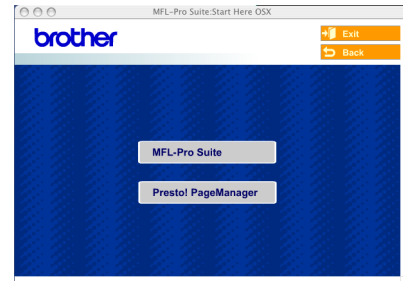 MFL-Pro Suite:Start Here OSX
brother
Exit
Back
MFL-Pro Suite
Presto! PageManager